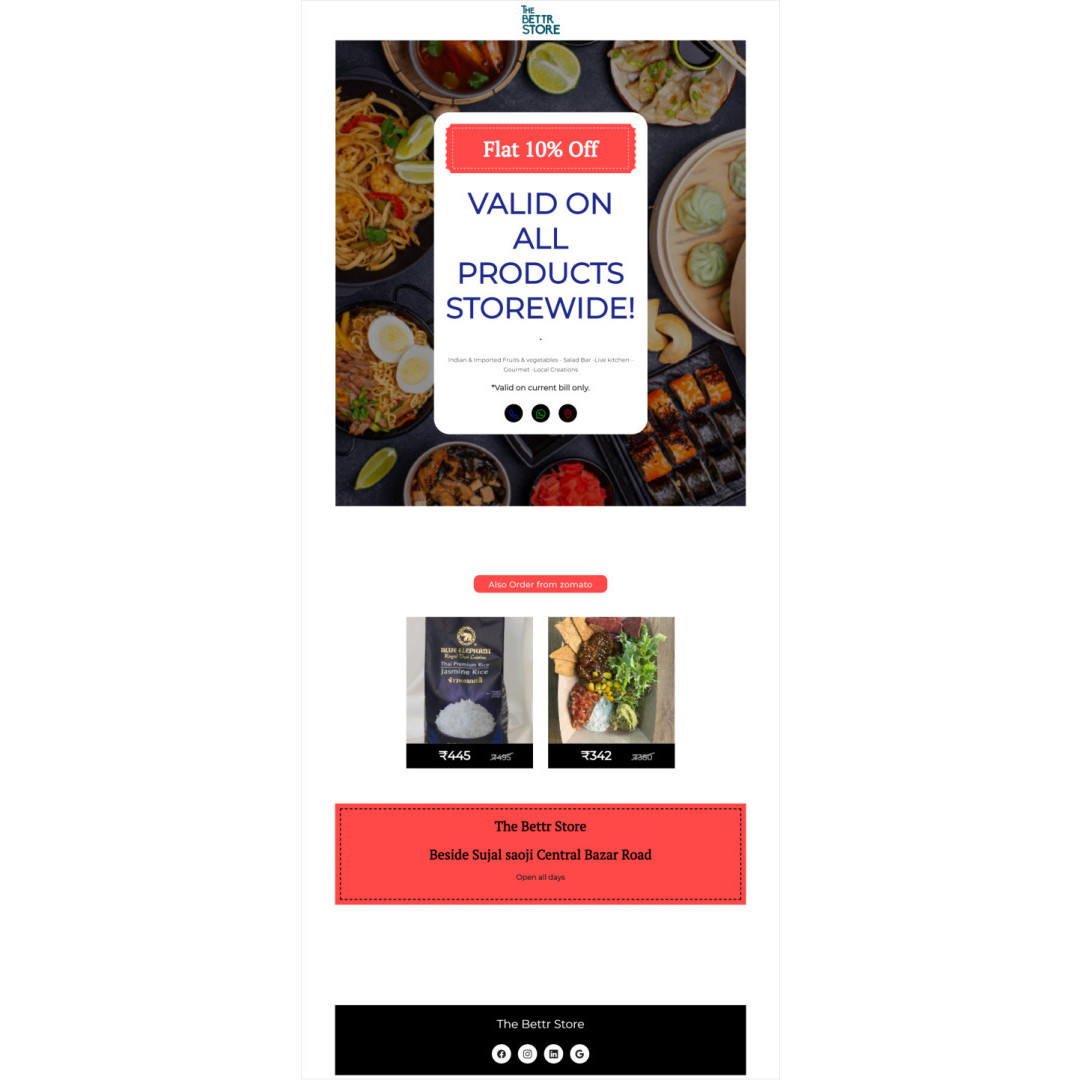 THE
BETTR
STORE
Flat 10% Off
VALID ON
ALL
PRODUCTS
STOREWIDE!
.
Indian & Imported Fruits & vegetables - Salad Bar -Live kitchen -
Gourmet -Local Creations
*Valid on current bill only.
Also Order from zomato
BLUE ELEPHANT
Royal Thai Cuisine
Thai Premium Rice
Jasmine Rice
₹445 ₹495
₹342 ₹380
The Bettr Store
Beside Sujal saoji Central Bazar Road
Open all days
The Bettr Store